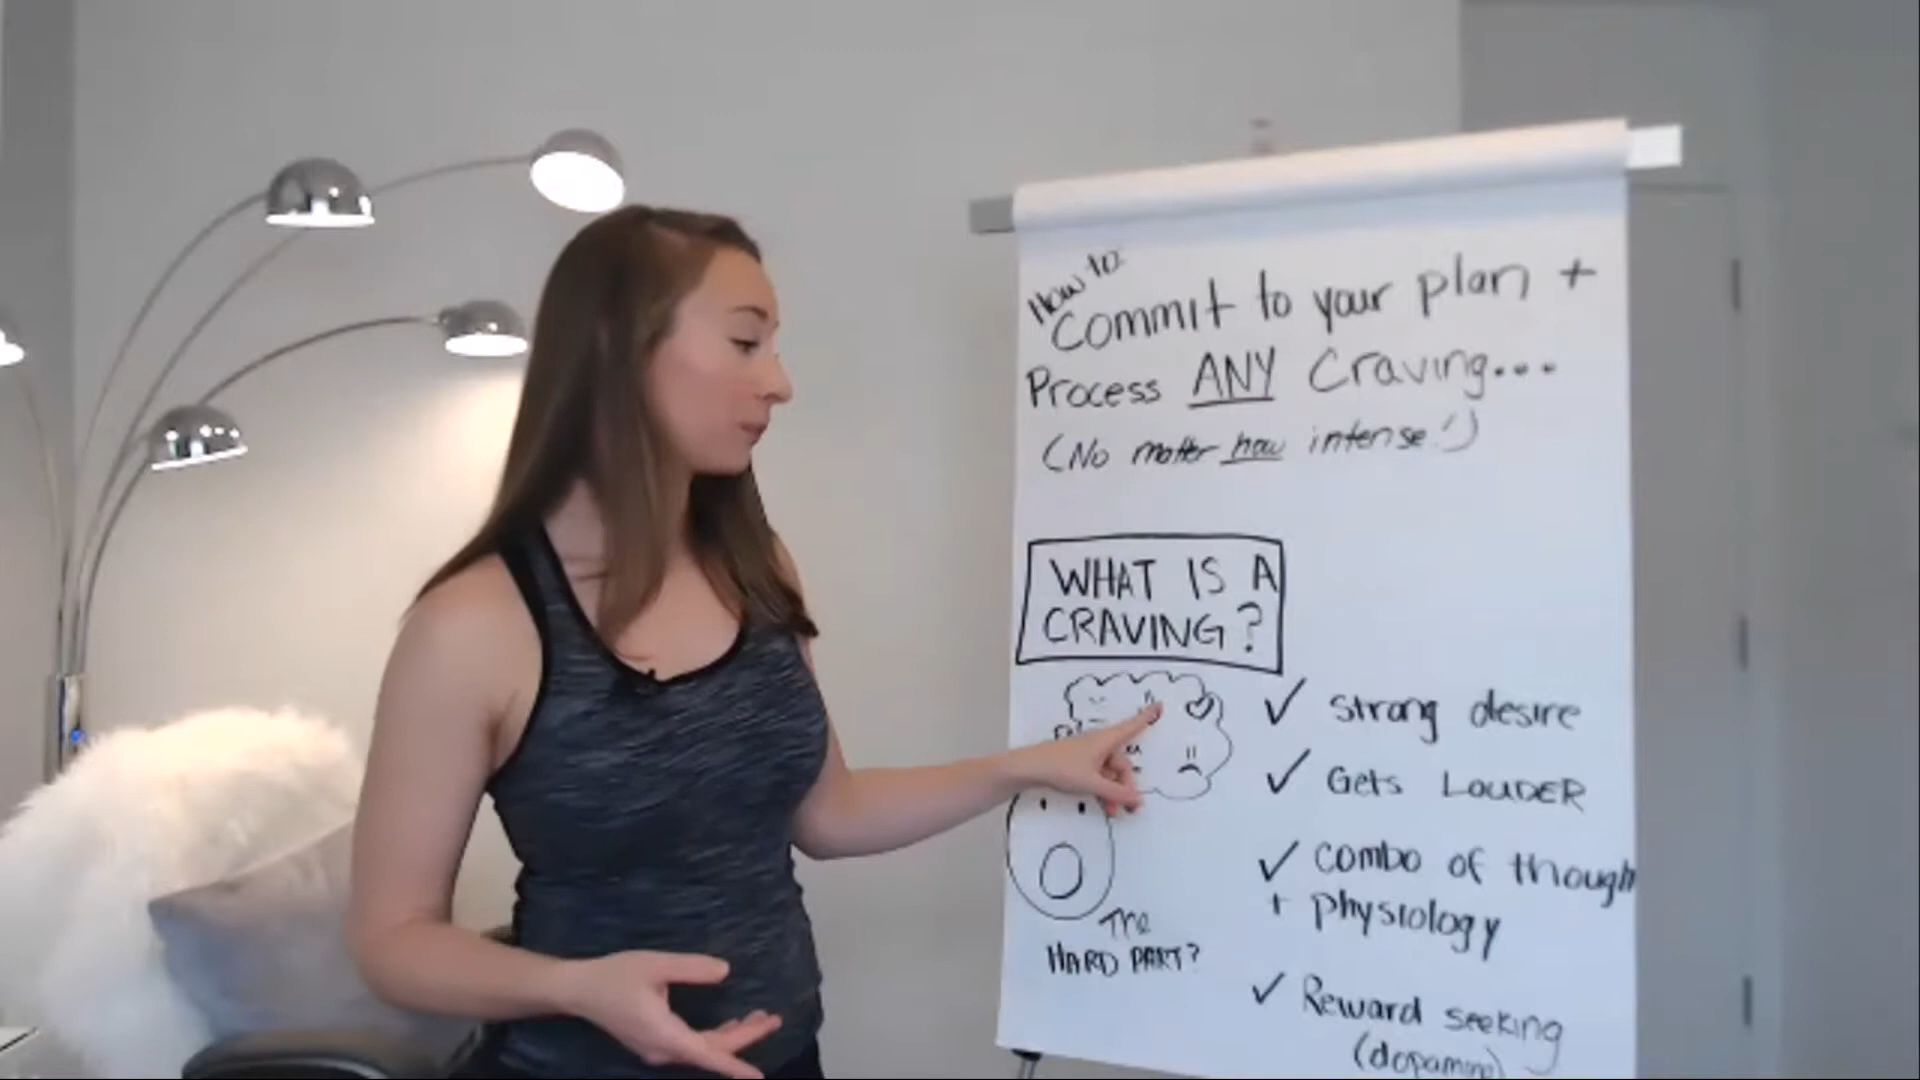 How to:
Commit to your plan +
Process ANY Craving...
(No matter how intense!)
WHAT IS A
CRAVING?
✓ strong desire
✓ Gets LOUDER
✓ combo of though
+ physiology
The
HARD PART?
✓ Reward seeking
(dopamine)